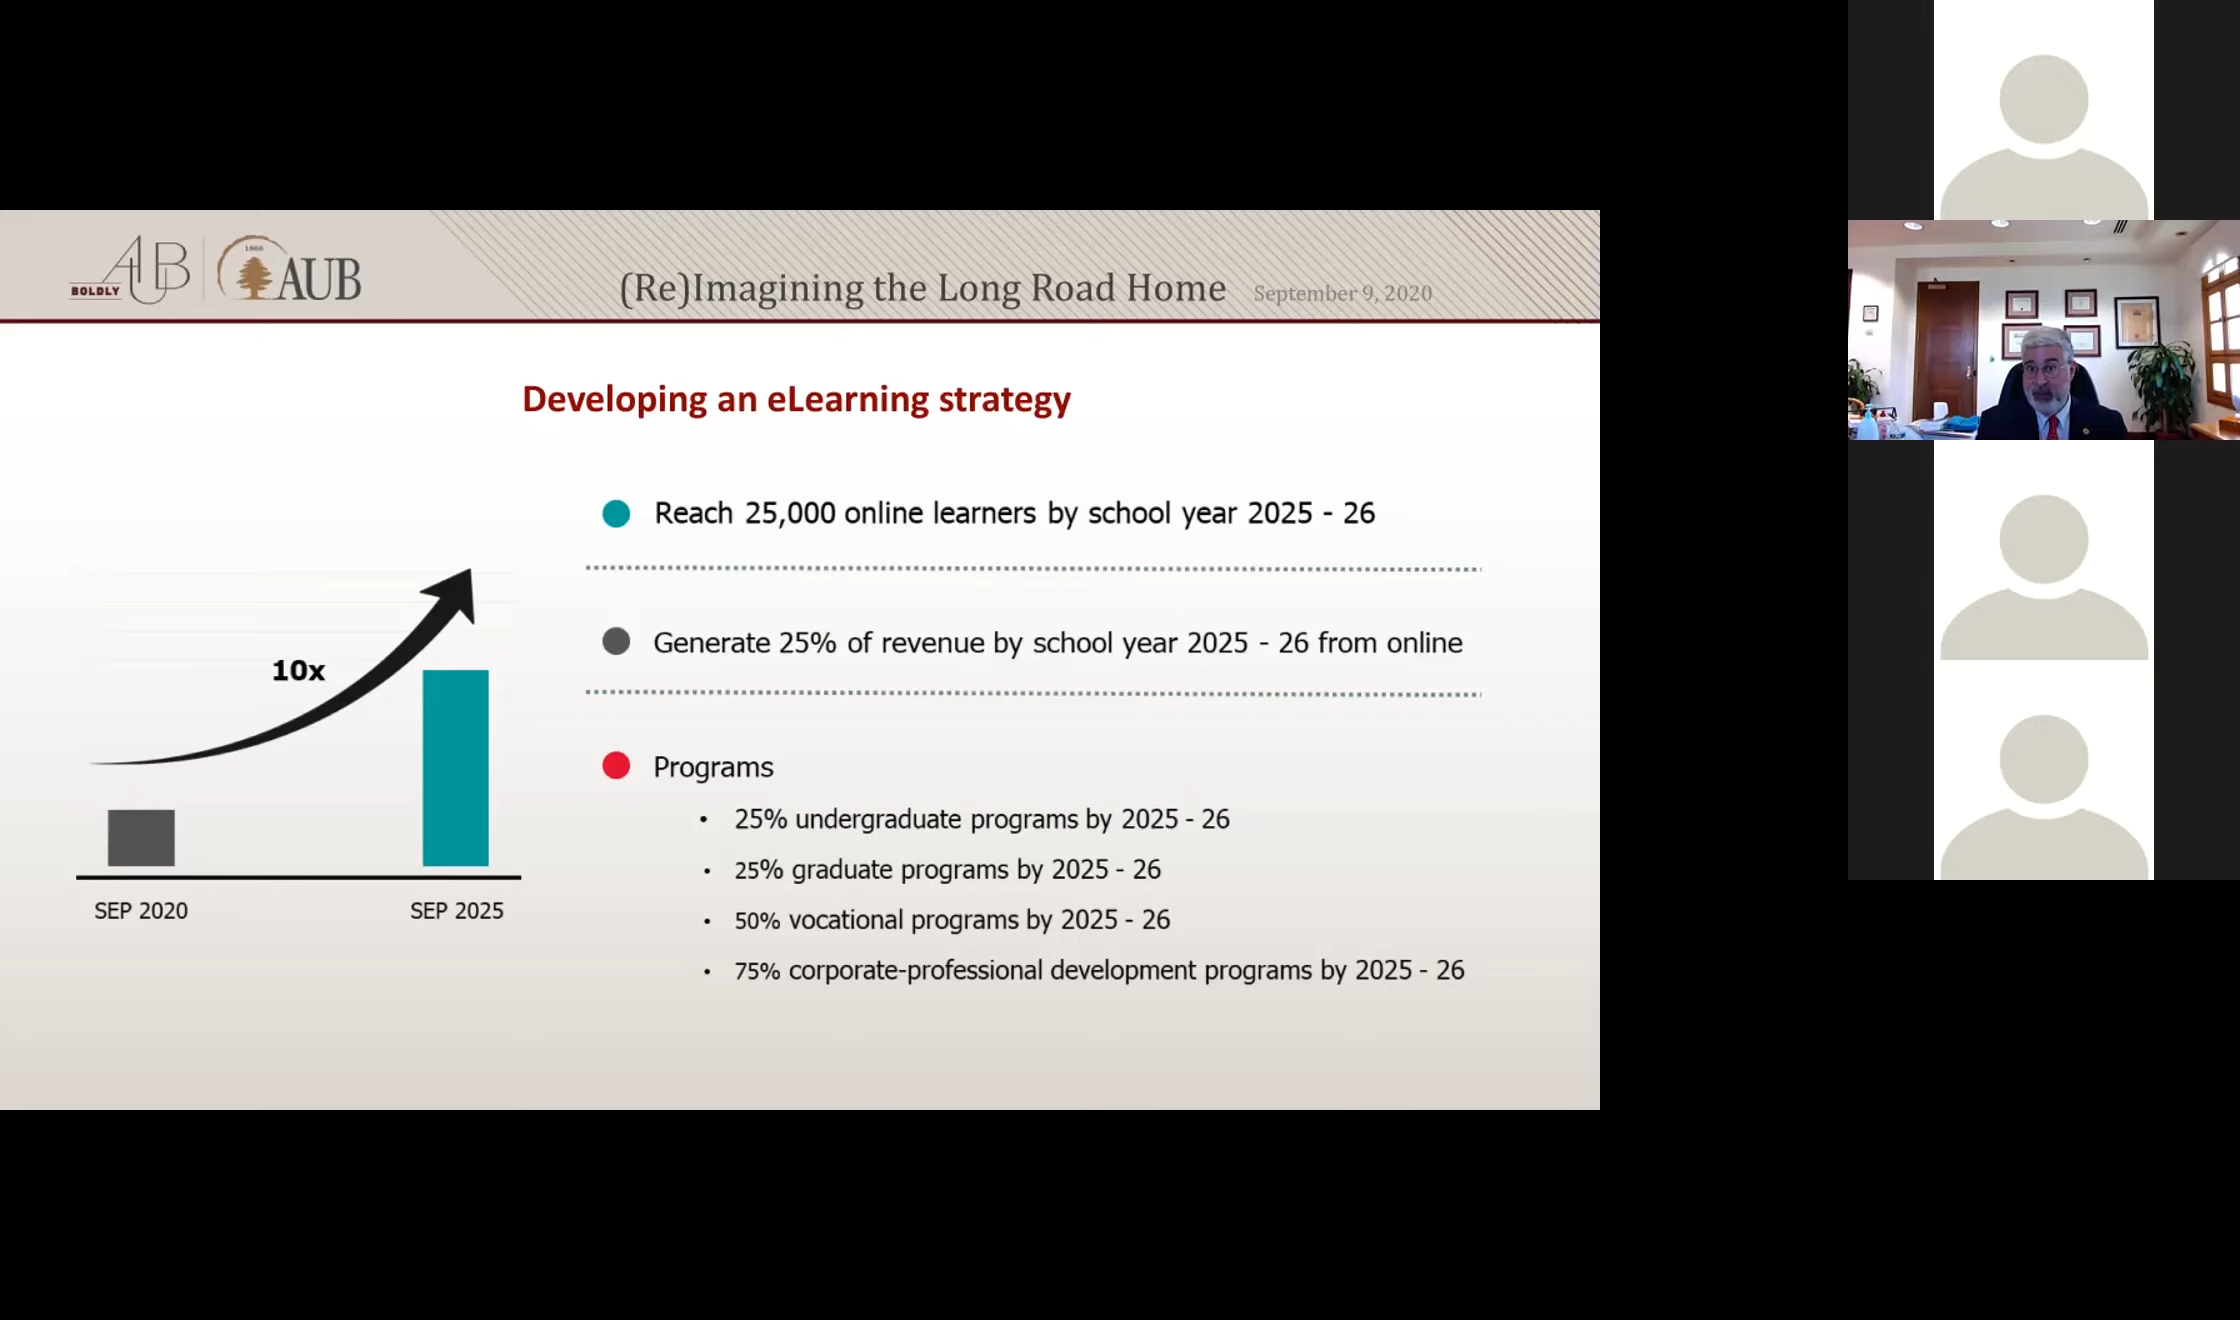 AUB
BOLDLY
1866
AUB
(Re)Imagining the Long Road Home September 9, 2020
Developing an eLearning strategy
10x
SEP 2020 SEP 2025
Reach 25,000 online learners by school year 2025 - 26
Generate 25% of revenue by school year 2025 - 26 from online
Programs
• 25% undergraduate programs by 2025 - 26
• 25% graduate programs by 2025 - 26
• 50% vocational programs by 2025 - 26
• 75% corporate-professional development programs by 2025 - 26